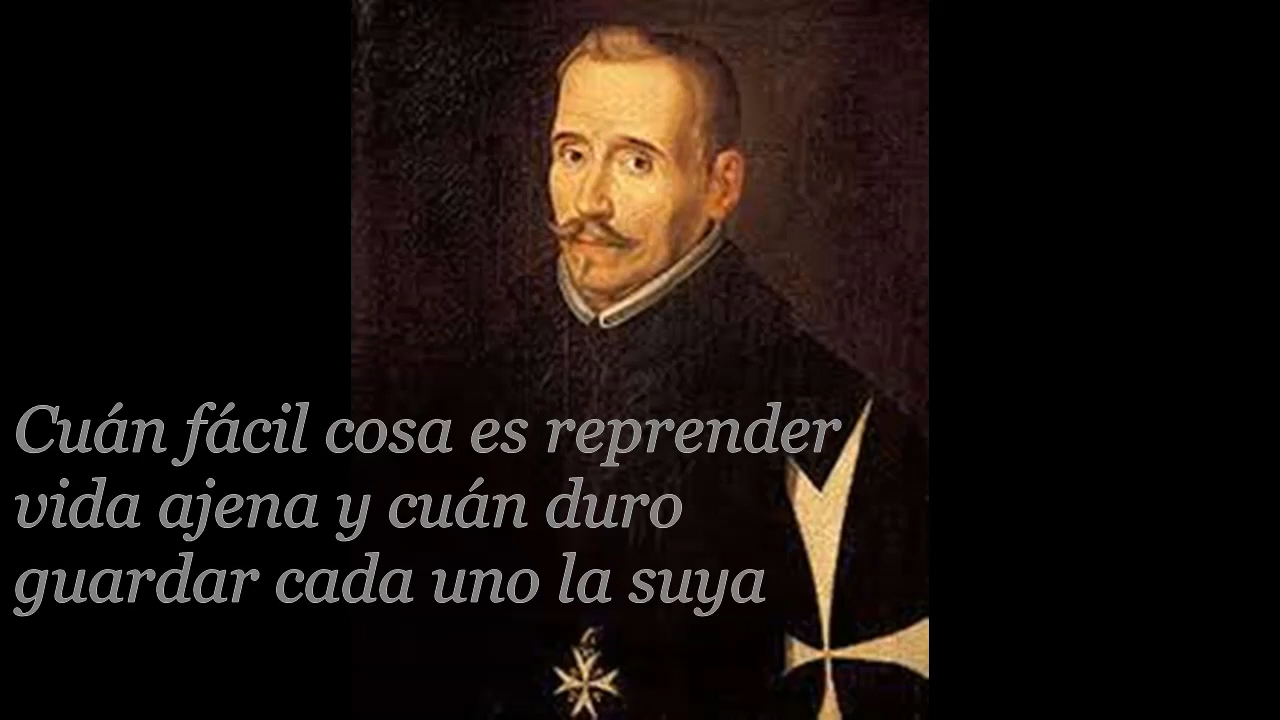 Cuán fácil cosa es reprender
vida ajena y cuán duro
guardar cada uno la suya